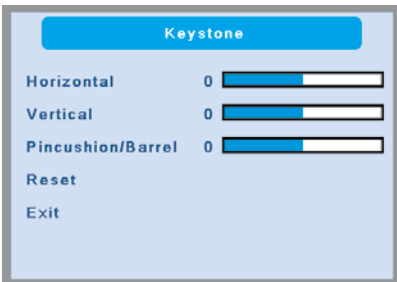 Keystone
Horizontal 0
Vertical 0
Pincushion/Barrel 0
Reset
Exit